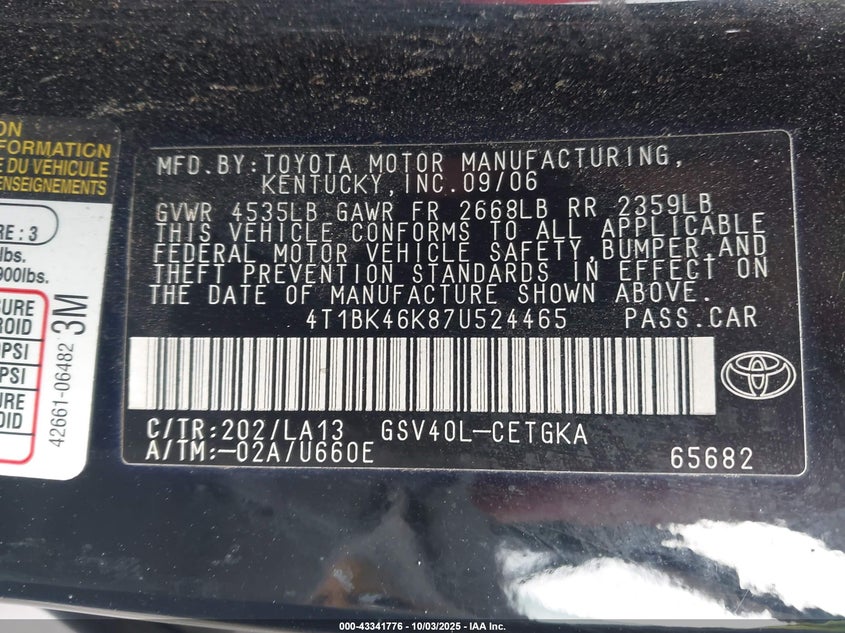 ON
FORMATION
E DU VÉHICULE
ENSEIGNEMENTS
RE : 3
lbs.
900lbs.
SURE
ROID
PSI
PSI
URE
ROID
42661-06482 3M
MFD.BY:TOYOTA MOTOR MANUFACTURING,
KENTUCKY,INC.09/06
GVWR 4535LB GAWR FR 2668LB RR 2359LB
THIS VEHICLE CONFORMS TO ALL APPLICABLE
FEDERAL MOTOR VEHICLE SAFETY,BUMPER,AND
THEFT PREVENTION STANDARDS IN EFFECT ON
THE DATE OF MANUFACTURE SHOWN ABOVE.
4T1BK46K87U524465 PASS.CAR
C/TR:202/LA13 GSV40L-CETGKA
A/TM:-02A/U660E 65682
000-43341776 - 10/03/2025 - IAA Inc.